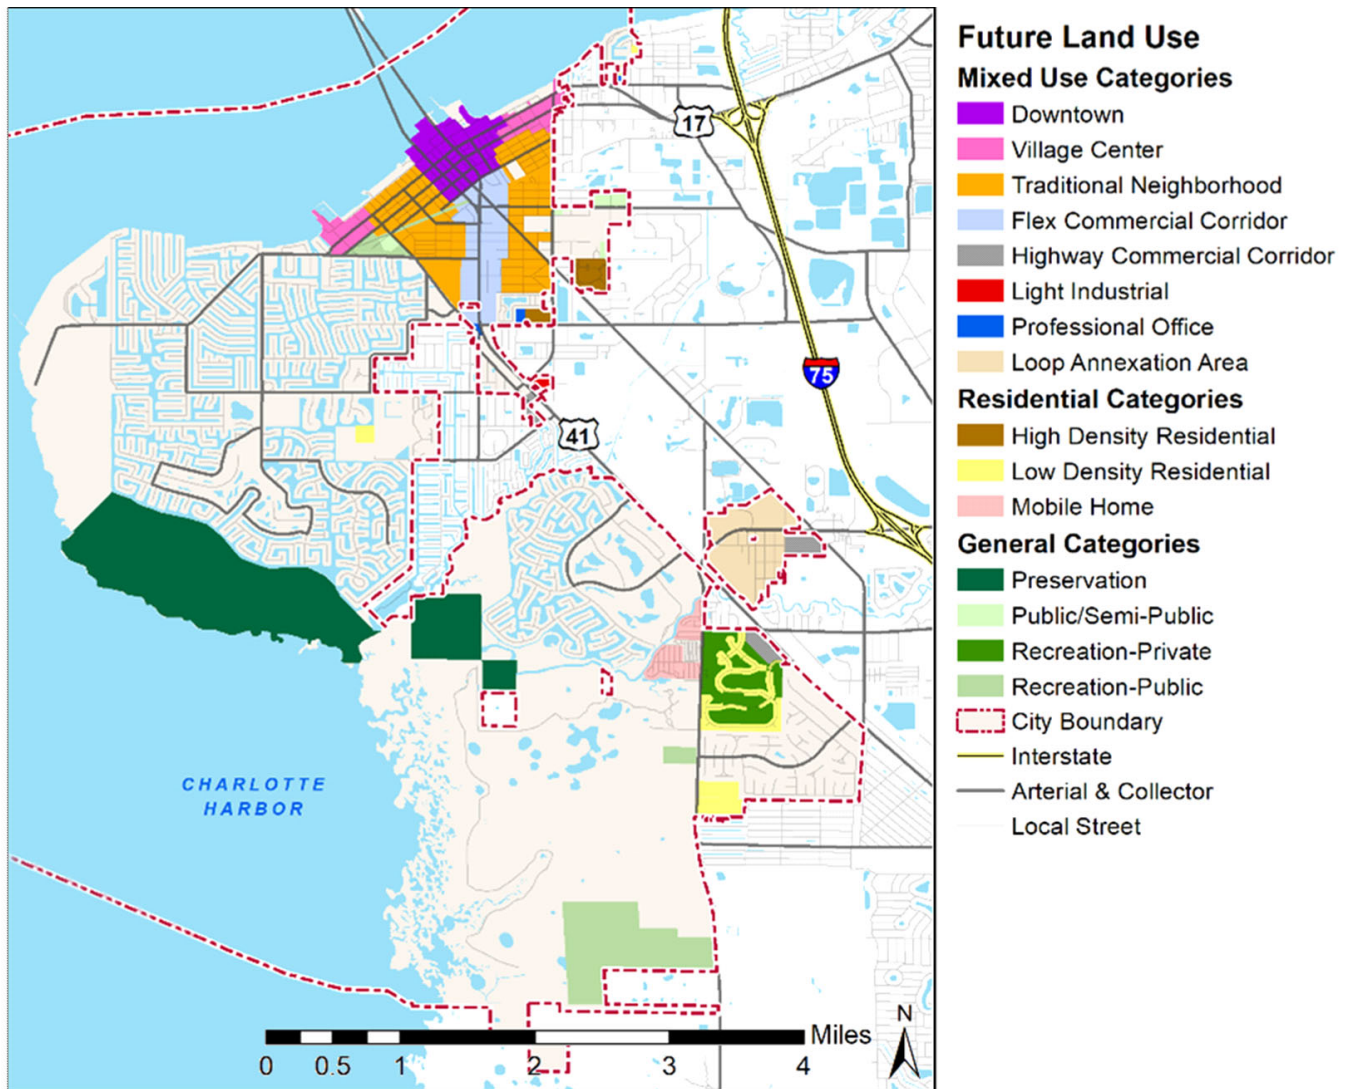 17
75
41
CHARLOTTE
HARBOR
N
Miles
0 0.5 1 2 3 4
Future Land Use
Mixed Use Categories
Downtown
Village Center
Traditional Neighborhood
Flex Commercial Corridor
Highway Commercial Corridor
Light Industrial
Professional Office
Loop Annexation Area
Residential Categories
High Density Residential
Low Density Residential
Mobile Home
General Categories
Preservation
Public/Semi-Public
Recreation-Private
Recreation-Public
City Boundary
Interstate
Arterial & Collector
Local Street